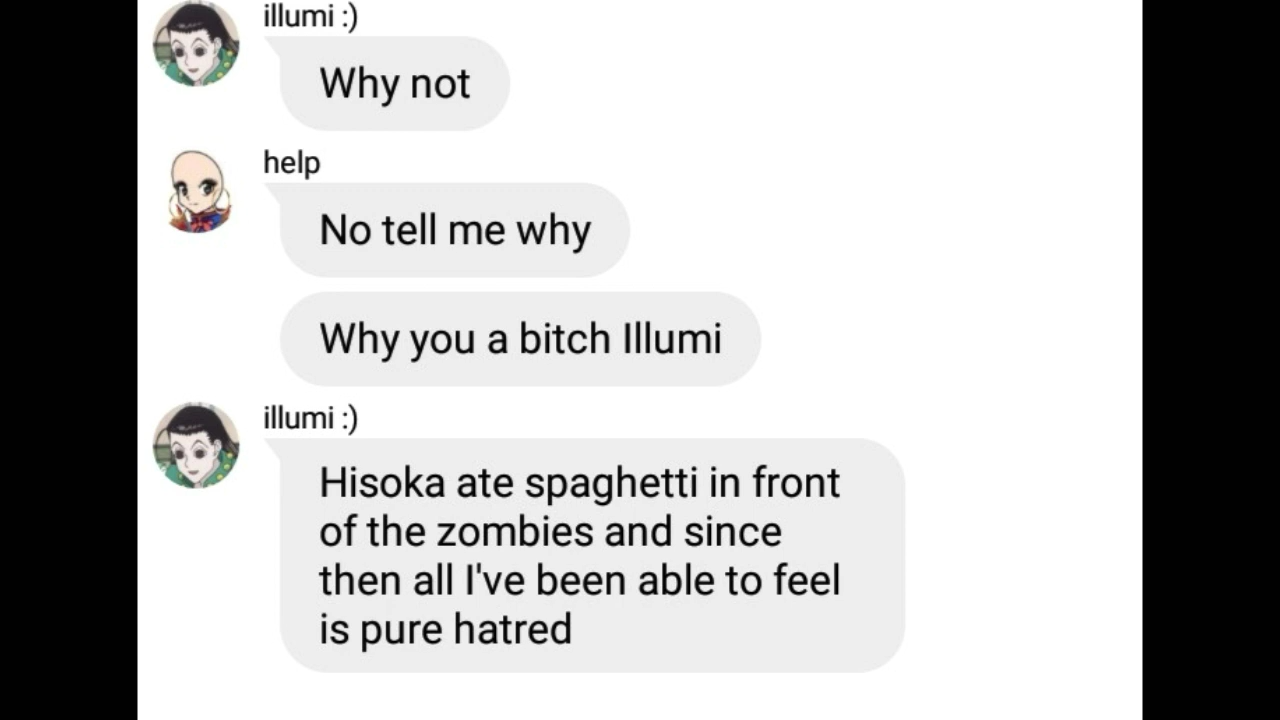 illumi :)
Why not
help
No tell me why
Why you a bitch Illumi
illumi :)
Hisoka ate spaghetti in front
of the zombies and since
then all I've been able to feel
is pure hatred